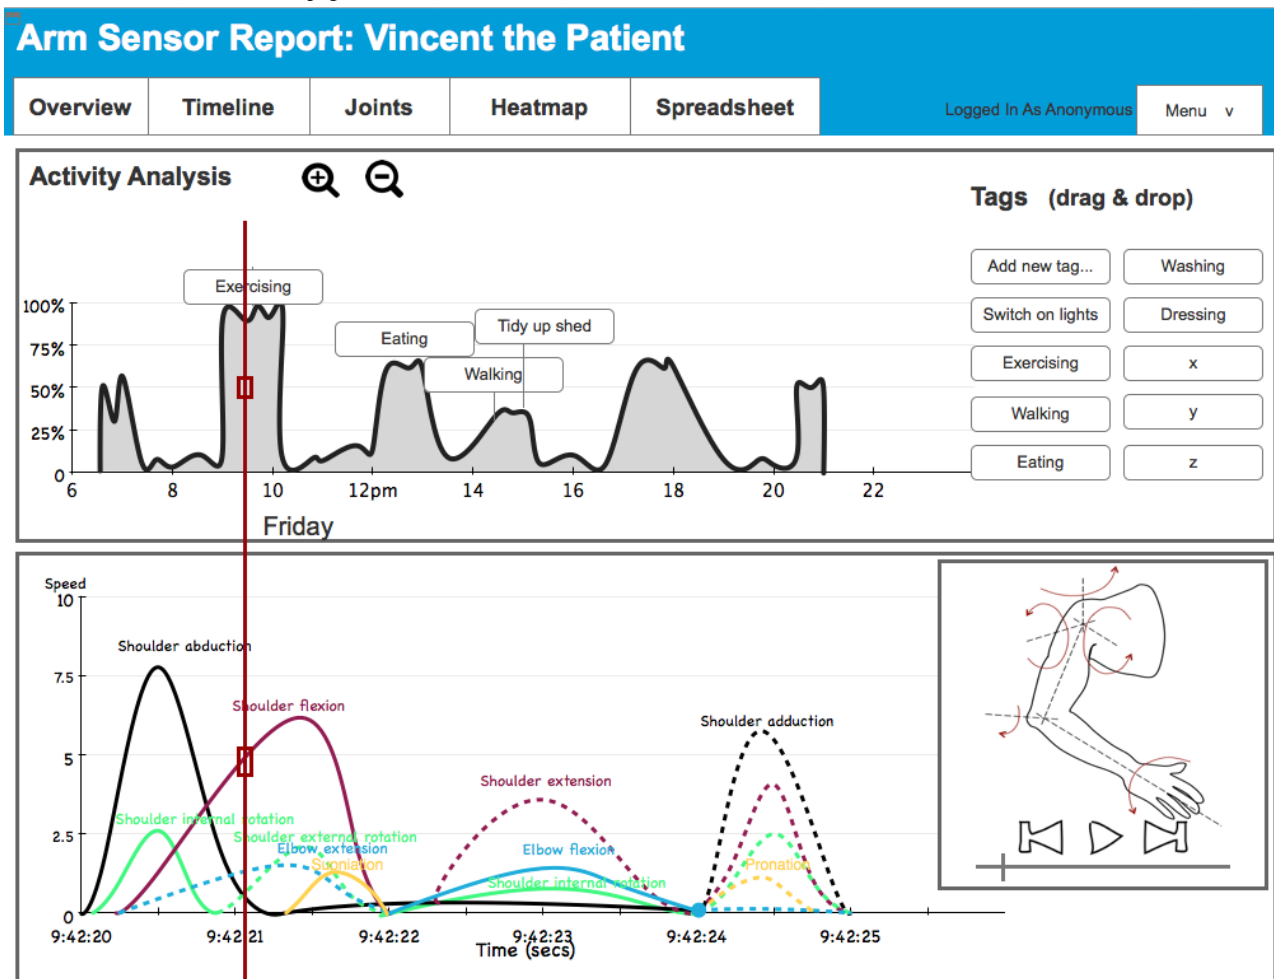 Arm Sensor Report: Vincent the Patient
Overview Timeline Joints Heatmap Spreadsheet Logged In As Anonymous Menu v
Activity Analysis
Tags (drag & drop)
Add new tag... Washing
Switch on lights Dressing
Exercising x
Walking y
Eating z
Exercising
Eating
Tidy up shed
Walking
100%
75%
50%
25%
0
6 8 10 12pm 14 16 18 20 22
Friday
Speed
10
7.5
5
2.5
0
Shoulder abduction
Shoulder flexion
Shoulder adduction
Shoulder extension
Shoulder internal rotation
Shoulder external rotation
Elbow extension
Elbow flexion
Supniation
Pronation
Shoulder internal rotation
9:42:20 9:42:21 9:42:22 9:42:23 9:42:24 9:42:25
Time (secs)